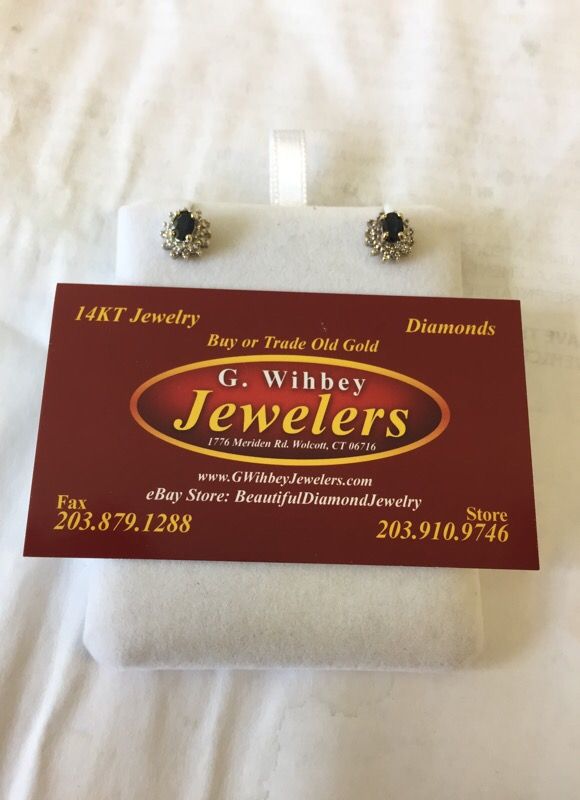 14KT Jewelry
Diamonds
Buy or Trade Old Gold
G. Wihbey
Jewelers
1776 Meriden Rd. Wolcott, CT 06716
www.GWihbeyJewelers.com
eBay Store: BeautifulDiamondJewelry
Fax
203.879.1288
Store
203.910.9746